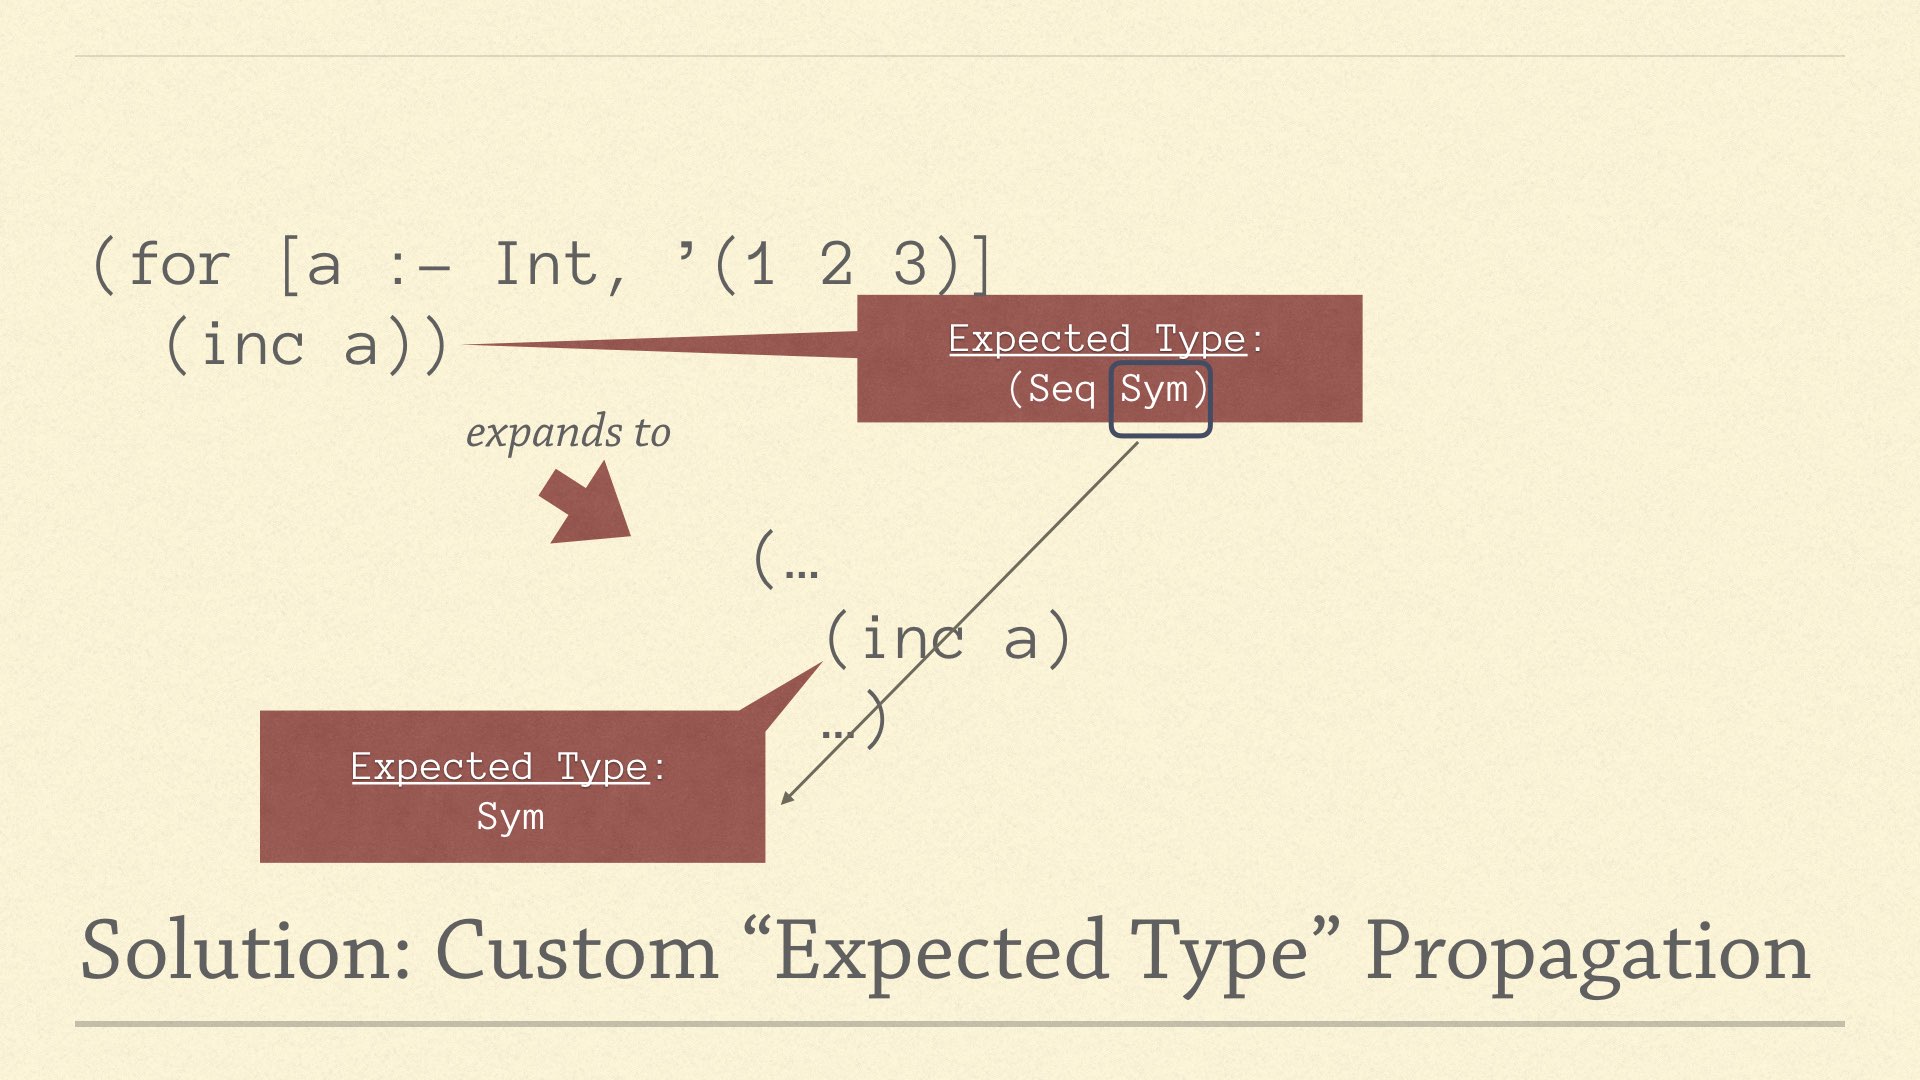 (for [a :- Int, ’(1 2 3)]
(inc a))
Expected Type:
(Seq Sym)
expands to
(…
(inc a)
…)
Expected Type:
Sym
Solution: Custom “Expected Type” Propagation